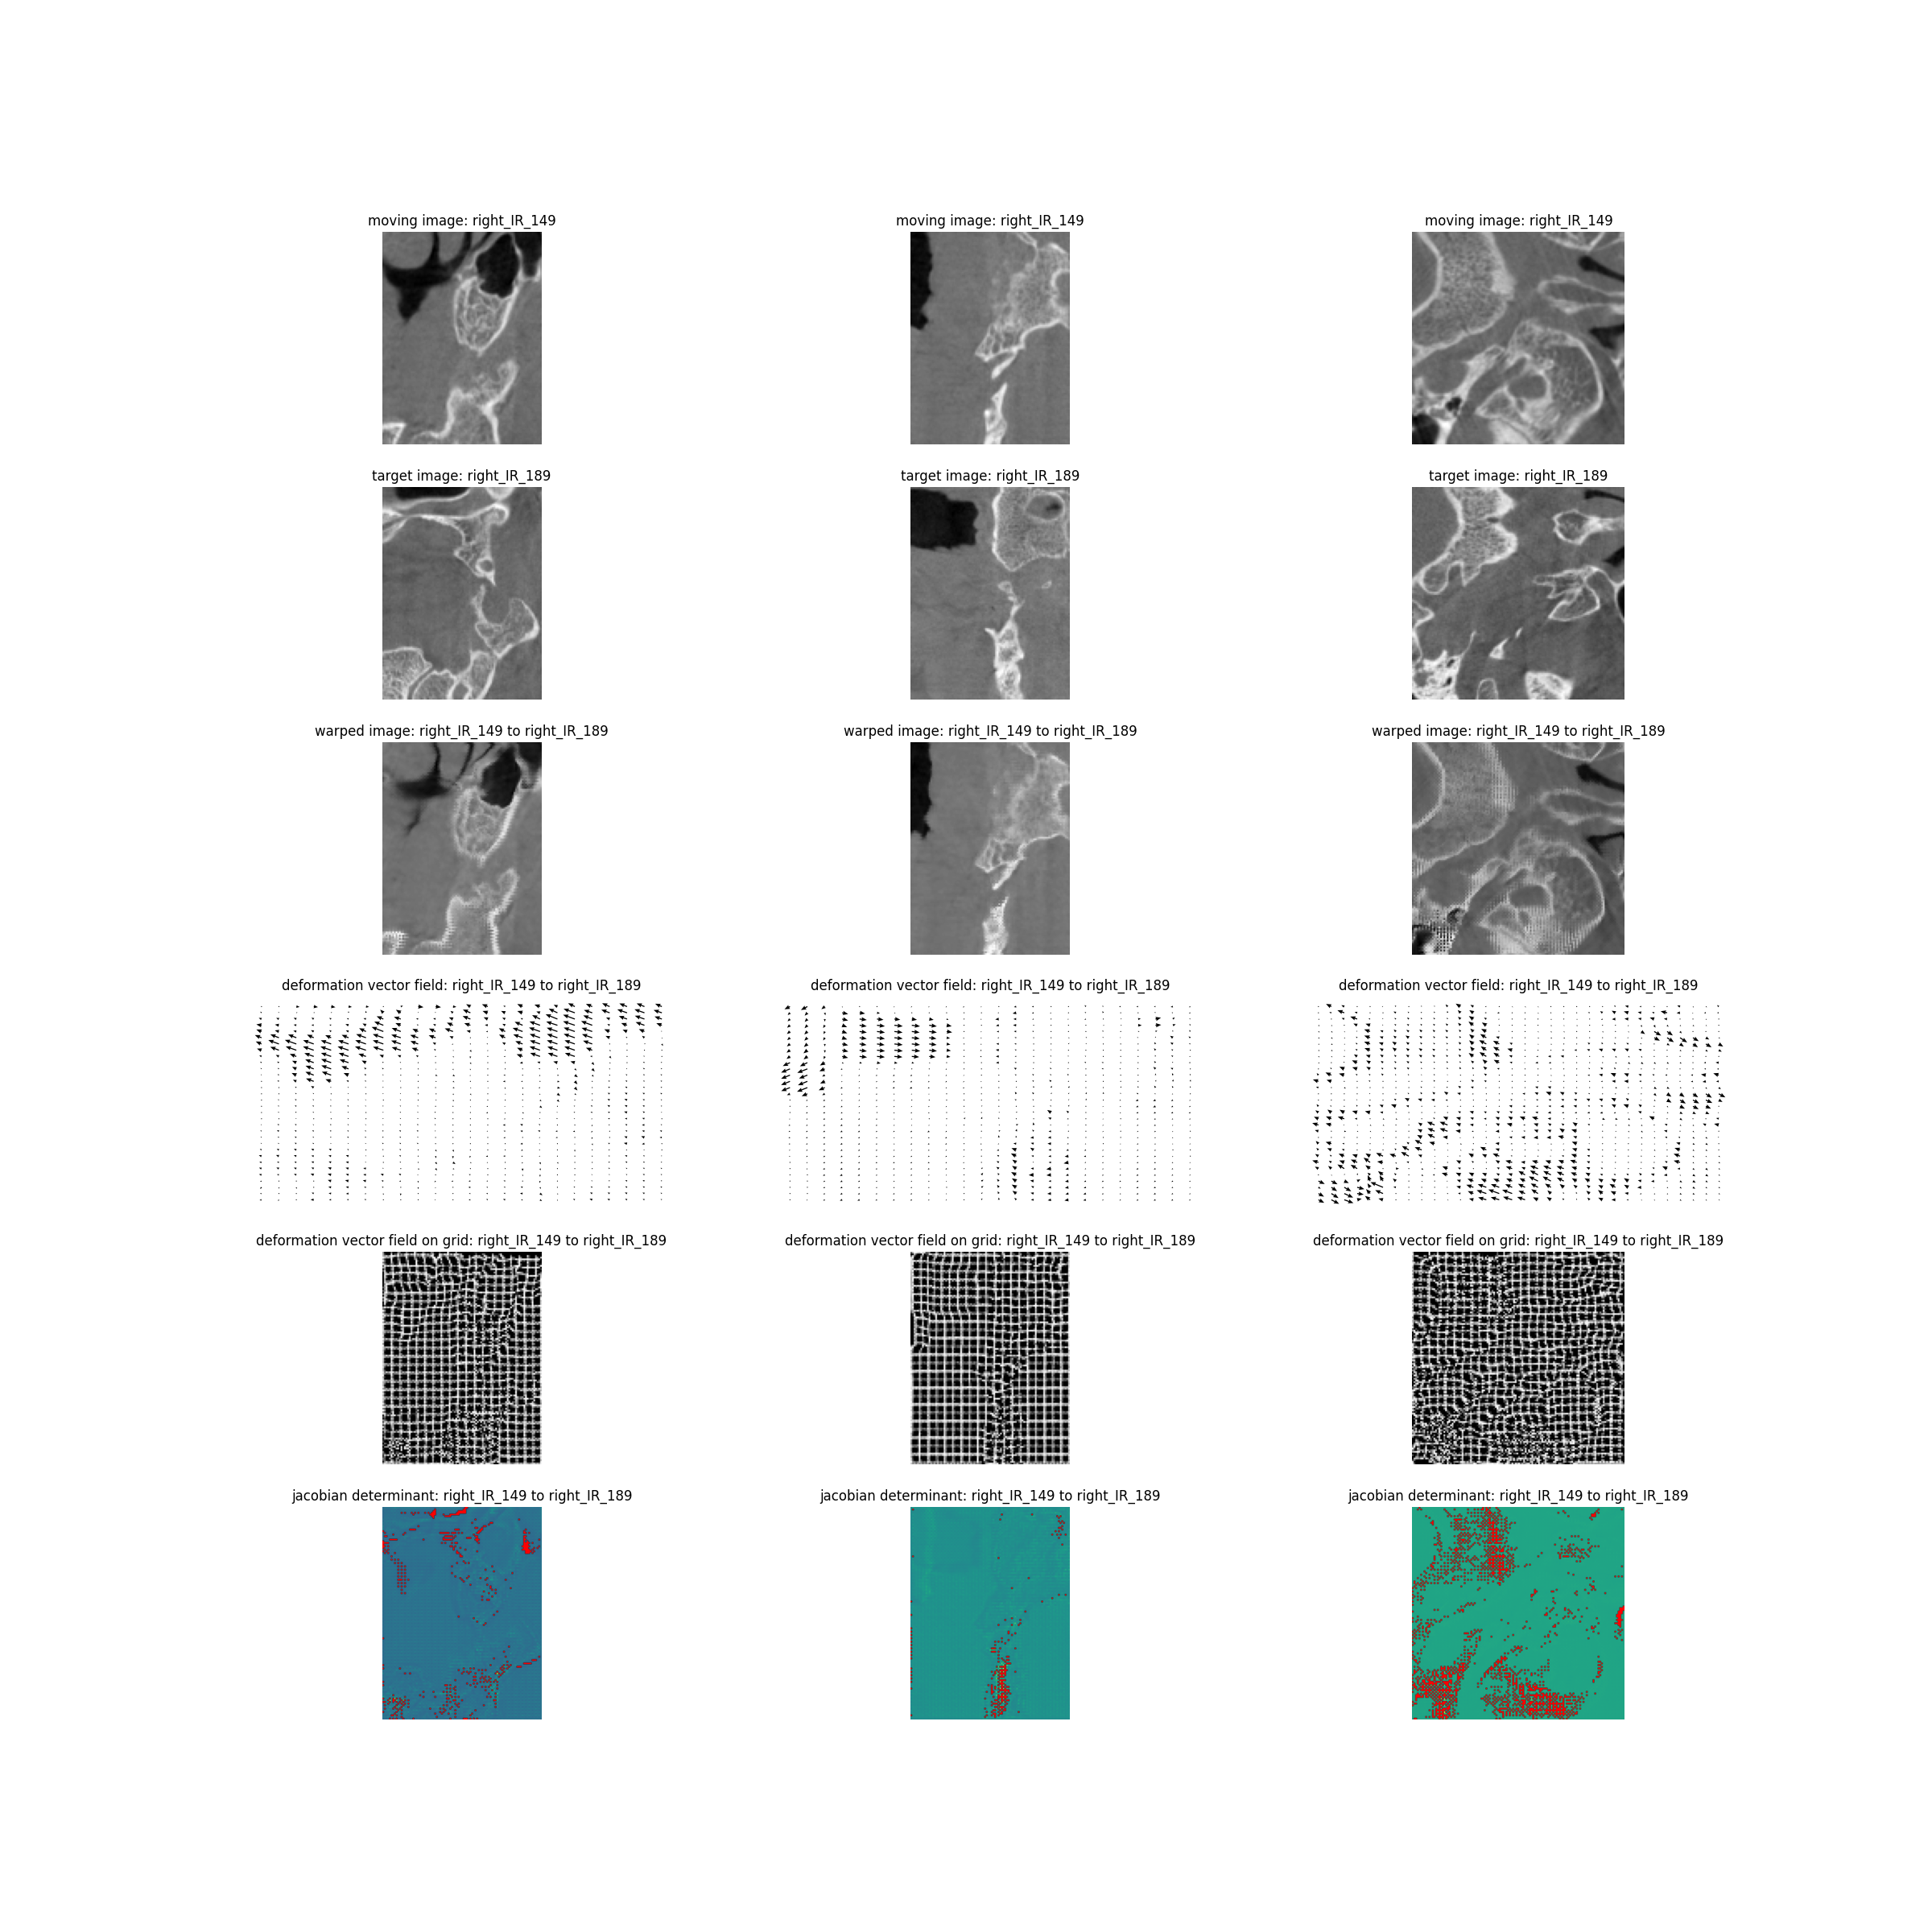 moving image: right_IR_149 moving image: right_IR_149 moving image: right_IR_149
target image: right_IR_189 target image: right_IR_189 target image: right_IR_189
warped image: right_IR_149 to right_IR_189 warped image: right_IR_149 to right_IR_189 warped image: right_IR_149 to right_IR_189
deformation vector field: right_IR_149 to right_IR_189 deformation vector field: right_IR_149 to right_IR_189 deformation vector field: right_IR_149 to right_IR_189
deformation vector field on grid: right_IR_149 to right_IR_189 deformation vector field on grid: right_IR_149 to right_IR_189 deformation vector field on grid: right_IR_149 to right_IR_189
jacobian determinant: right_IR_149 to right_IR_189 jacobian determinant: right_IR_149 to right_IR_189 jacobian determinant: right_IR_149 to right_IR_189